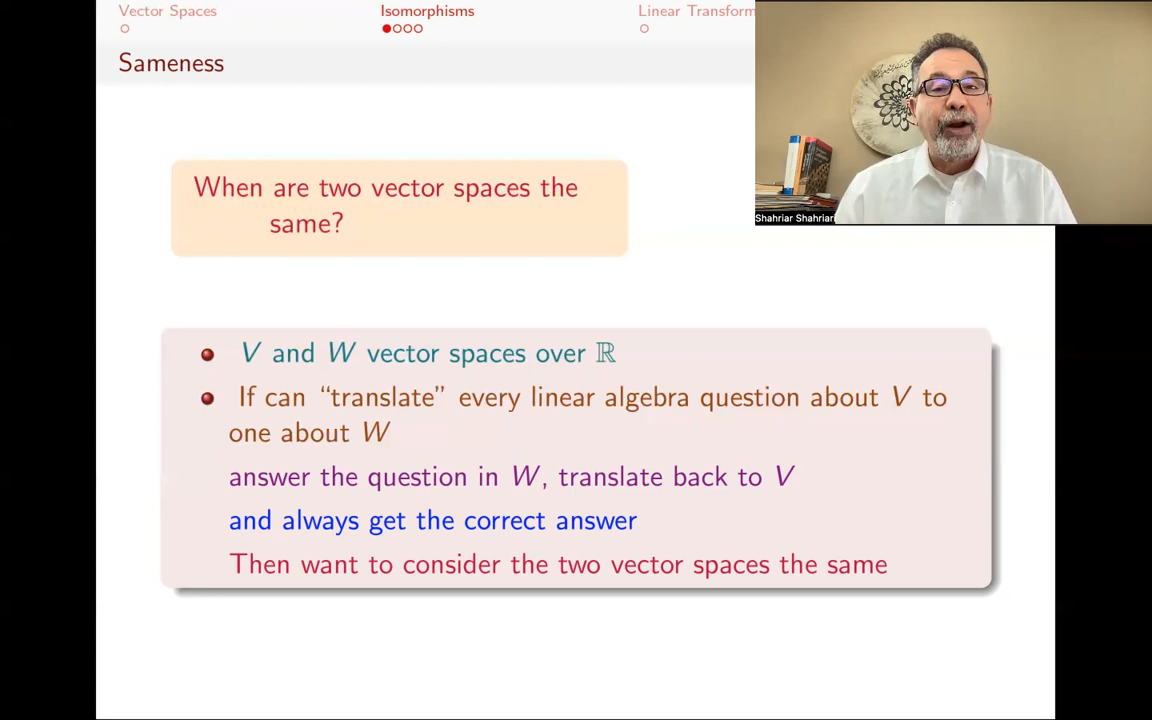 Vector Spaces
Isomorphisms
Linear Transform
Sameness
When are two vector spaces the
same?
Shahriar Shahriari
V and W vector spaces over ℝ
If can “translate” every linear algebra question about V to
one about W
answer the question in W, translate back to V
and always get the correct answer
Then want to consider the two vector spaces the same